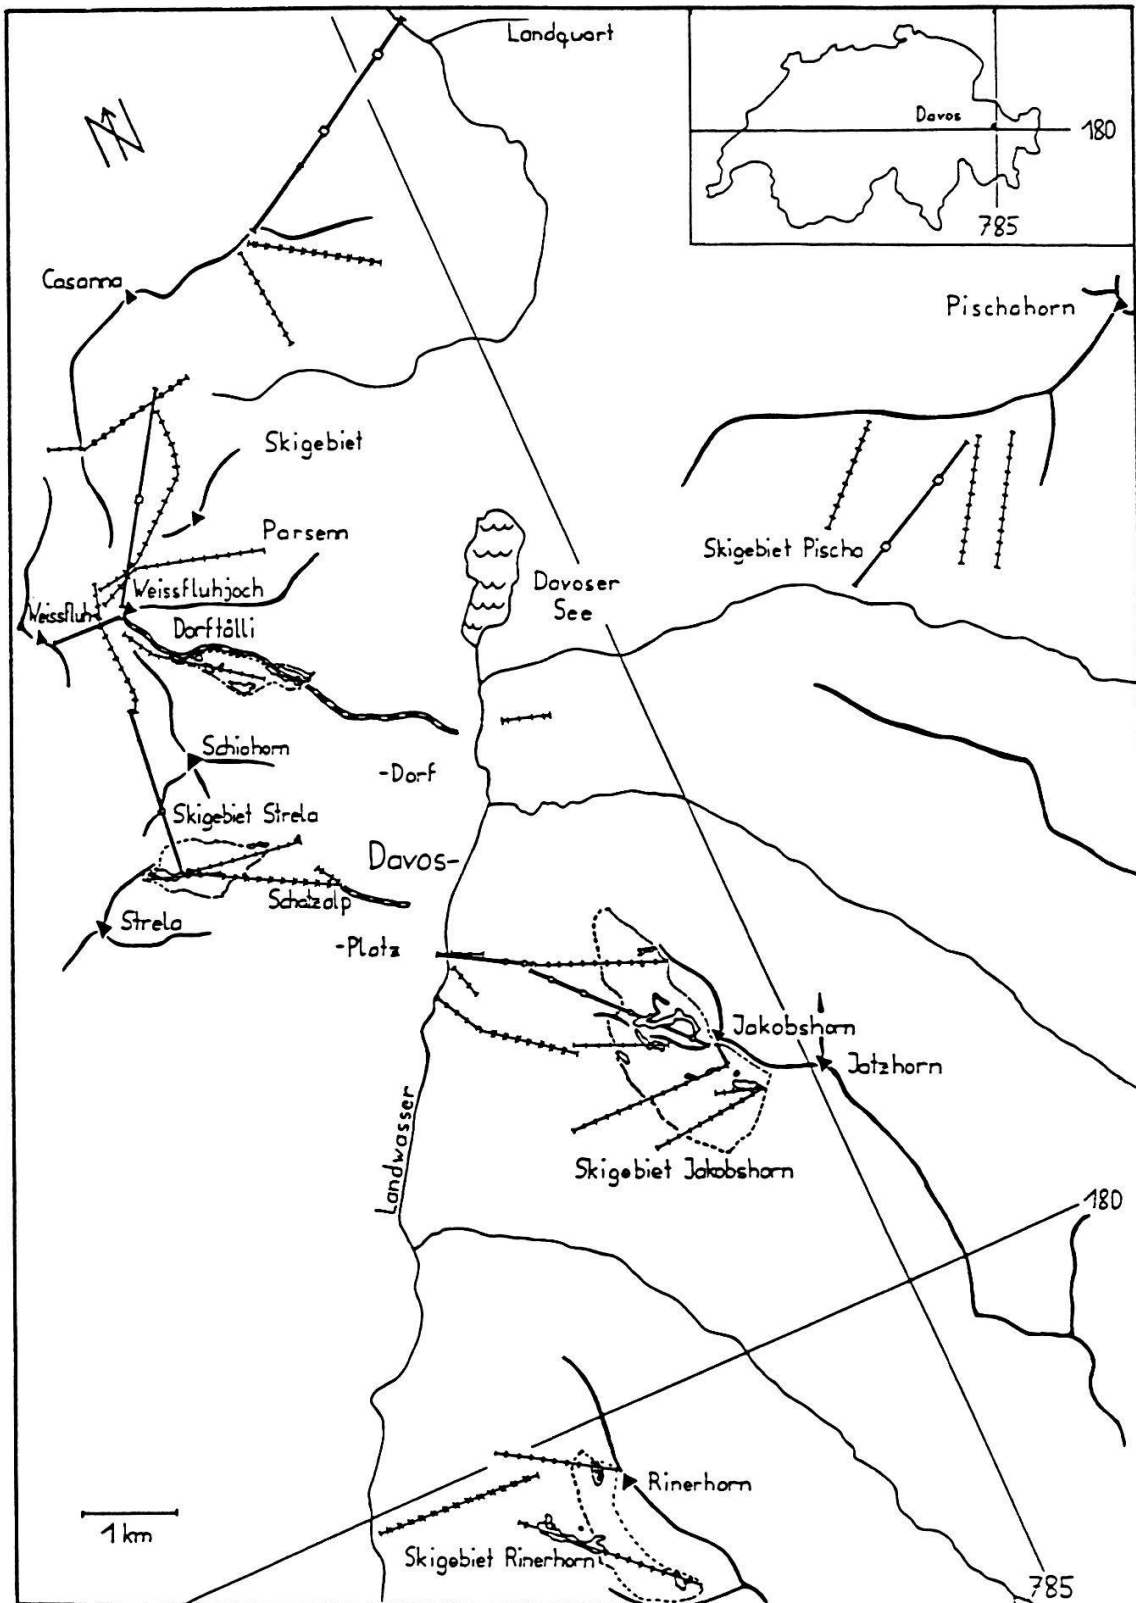 Landquart
N
Davos
180
785
Casanna
Pischahorn
Skigebiet
Parsenn
Skigebiet Pischa
Weissfluhjoch
Weissfluh
Davoser
See
Dorftälli
Schiahorn
-Dorf
Skigebiet Strela
Davos-
Schatzalp
Strela
-Platz
Jakobshorn
Jatzhorn
Landwasser
Skigebiet Jakobshorn
180
Rinerhorn
1 km
Skigebiet Rinerhorn
785